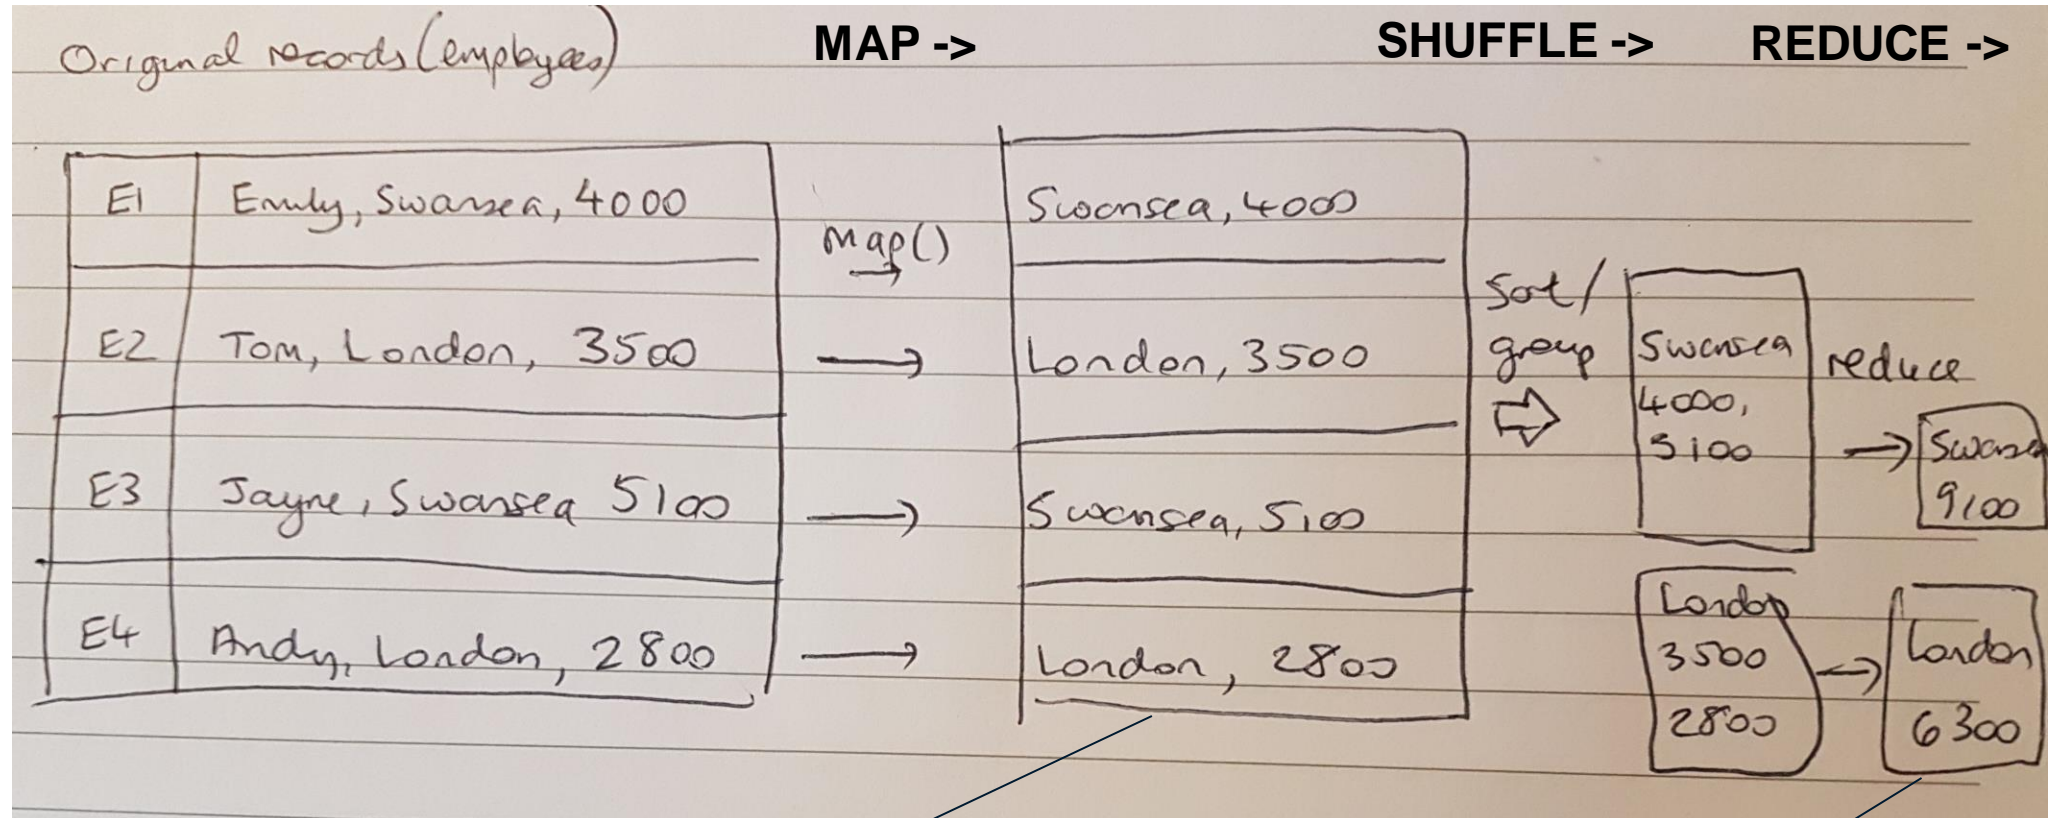 Original records (employees)
MAP ->
SHUFFLE ->
REDUCE ->
E1 Emily, Swansea, 4000
E2 Tom, London, 3500
E3 Jayne, Swansea 5100
E4 Andy, London, 2800
map()
Swansea, 4000
London, 3500
Swansea, 5100
London, 2800
Sort/
group
Swansea
4000,
5100
London
3500
2800
reduce
Swansea
9100
London
6300